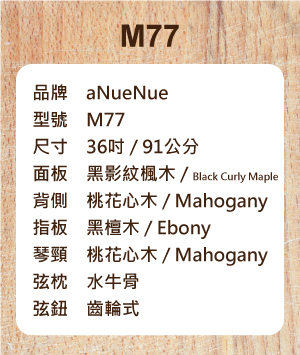 M77
品牌 aNueNue
型號 M77
尺寸 36吋 / 91公分
面板 黑影紋楓木 / Black Curly Maple
背側 桃花心木 / Mahogany
指板 黑檀木 / Ebony
琴頸 桃花心木 / Mahogany
弦枕 水牛骨
弦鈕 齒輪式